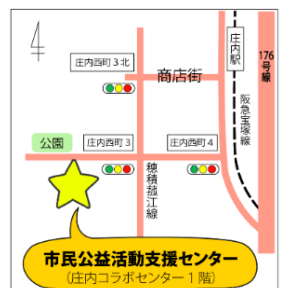 庄内西町3北
商店街
庄内駅
176号線
阪急宝塚線
公園
庄内西町3
庄内西町4
穂積菰江線
市民公益活動支援センター
(庄内コラボセンター1階)